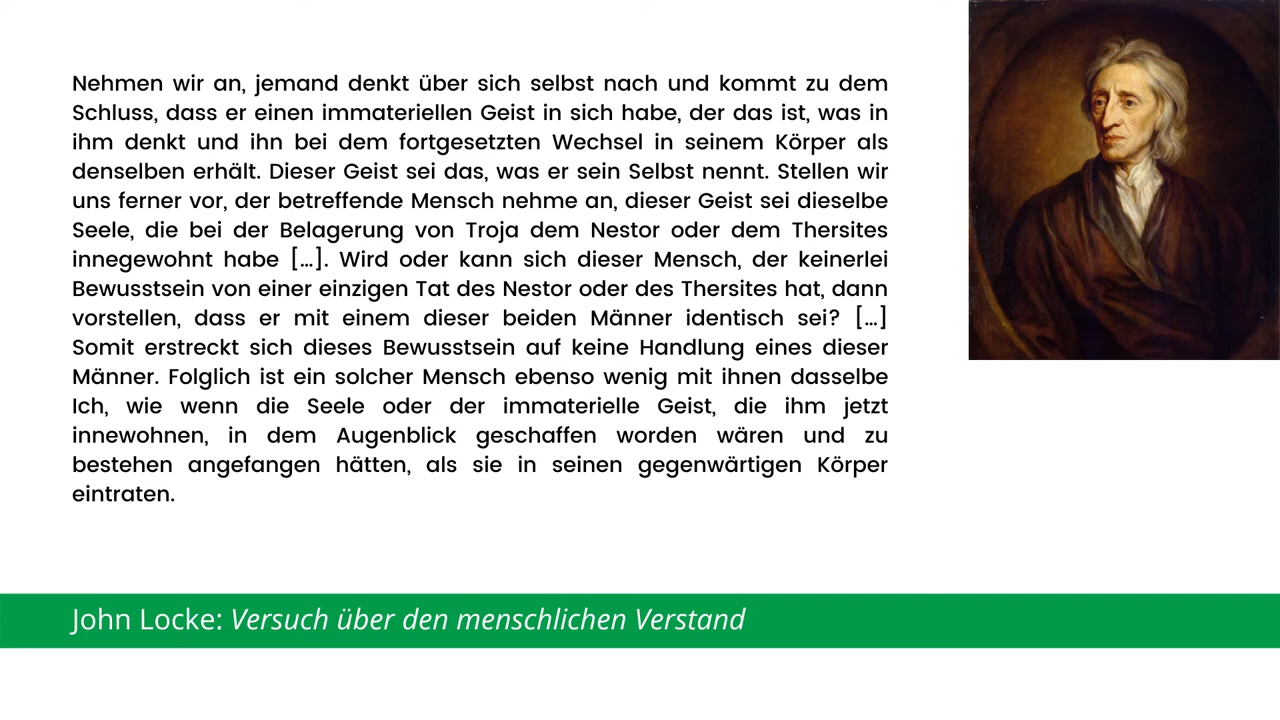 Nehmen wir an, jemand denkt über sich selbst nach und kommt zu dem
Schluss, dass er einen immateriellen Geist in sich habe, der das ist, was in
ihm denkt und ihn bei dem fortgesetzten Wechsel in seinem Körper als
denselben erhält. Dieser Geist sei das, was er sein Selbst nennt. Stellen wir
uns ferner vor, der betreffende Mensch nehme an, dieser Geist sei dieselbe
Seele, die bei der Belagerung von Troja dem Nestor oder dem Thersites
innegewohnt habe [...]. Wird oder kann sich dieser Mensch, der keinerlei
Bewusstsein von einer einzigen Tat des Nestor oder des Thersites hat, dann
vorstellen, dass er mit einem dieser beiden Männer identisch sei? [...]
Somit erstreckt sich dieses Bewusstsein auf keine Handlung eines dieser
Männer. Folglich ist ein solcher Mensch ebenso wenig mit ihnen dasselbe
Ich, wie wenn die Seele oder der immaterielle Geist, die ihm jetzt
innewohnen, in dem Augenblick geschaffen worden wären und zu
bestehen angefangen hätten, als sie in seinen gegenwärtigen Körper
eintraten.
John Locke: Versuch über den menschlichen Verstand